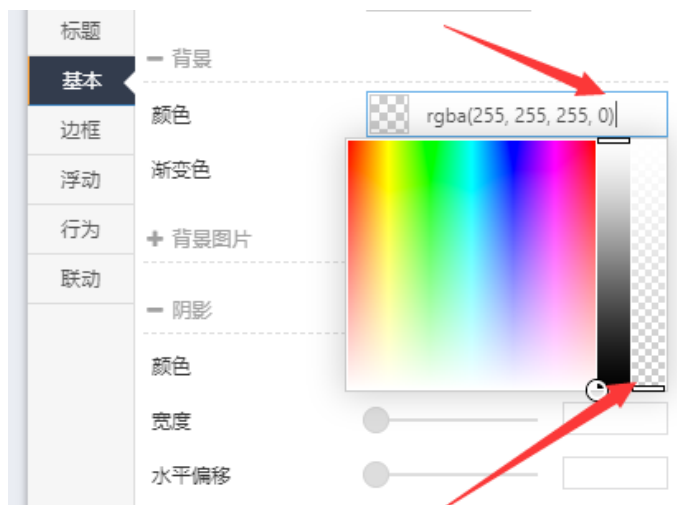 标题
基本
边框
浮动
行为
联动
背景
颜色
rgba(255, 255, 255, 0)
渐变色
背景图片
阴影
颜色
宽度
水平偏移